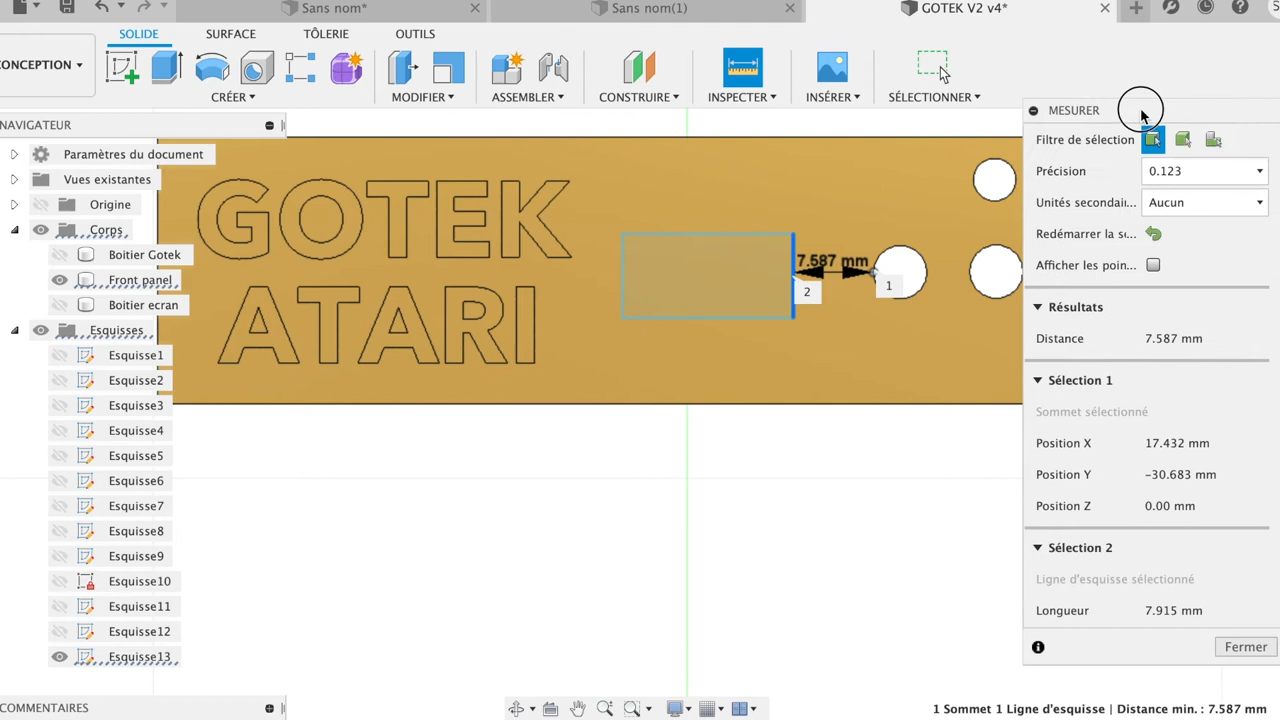 Sans nom*
Sans nom(1)
GOTEK V2 v4*
SOLIDE
SURFACE
TÔLERIE
OUTILS
ONCEPTION
CRÉER
MODIFIER
ASSEMBLER
CONSTRUIRE
INSPECTER
INSÉRER
SÉLECTIONNER
NAVIGATEUR
Paramètres du document
Vues existantes
Origine
Corps
Boitier Gotek
Front panel
Boitier ecran
Esquisses
Esquisse1
Esquisse2
Esquisse3
Esquisse4
Esquisse5
Esquisse6
Esquisse7
Esquisse8
Esquisse9
Esquisse10
Esquisse11
Esquisse12
Esquisse13
COMMENTAIRES
GOTEK
ATARI
7.587 mm
2
1
MESURER
Filtre de sélection
Précision 0.123
Unités secondai... Aucun
Redémarrer la s...
Afficher les poin...
Résultats
Distance 7.587 mm
Sélection 1
Sommet sélectionné
Position X 17.432 mm
Position Y -30.683 mm
Position Z 0.00 mm
Sélection 2
Ligne d'esquisse sélectionné
Longueur 7.915 mm
Fermer
1 Sommet 1 Ligne d'esquisse | Distance min. : 7.587 mm